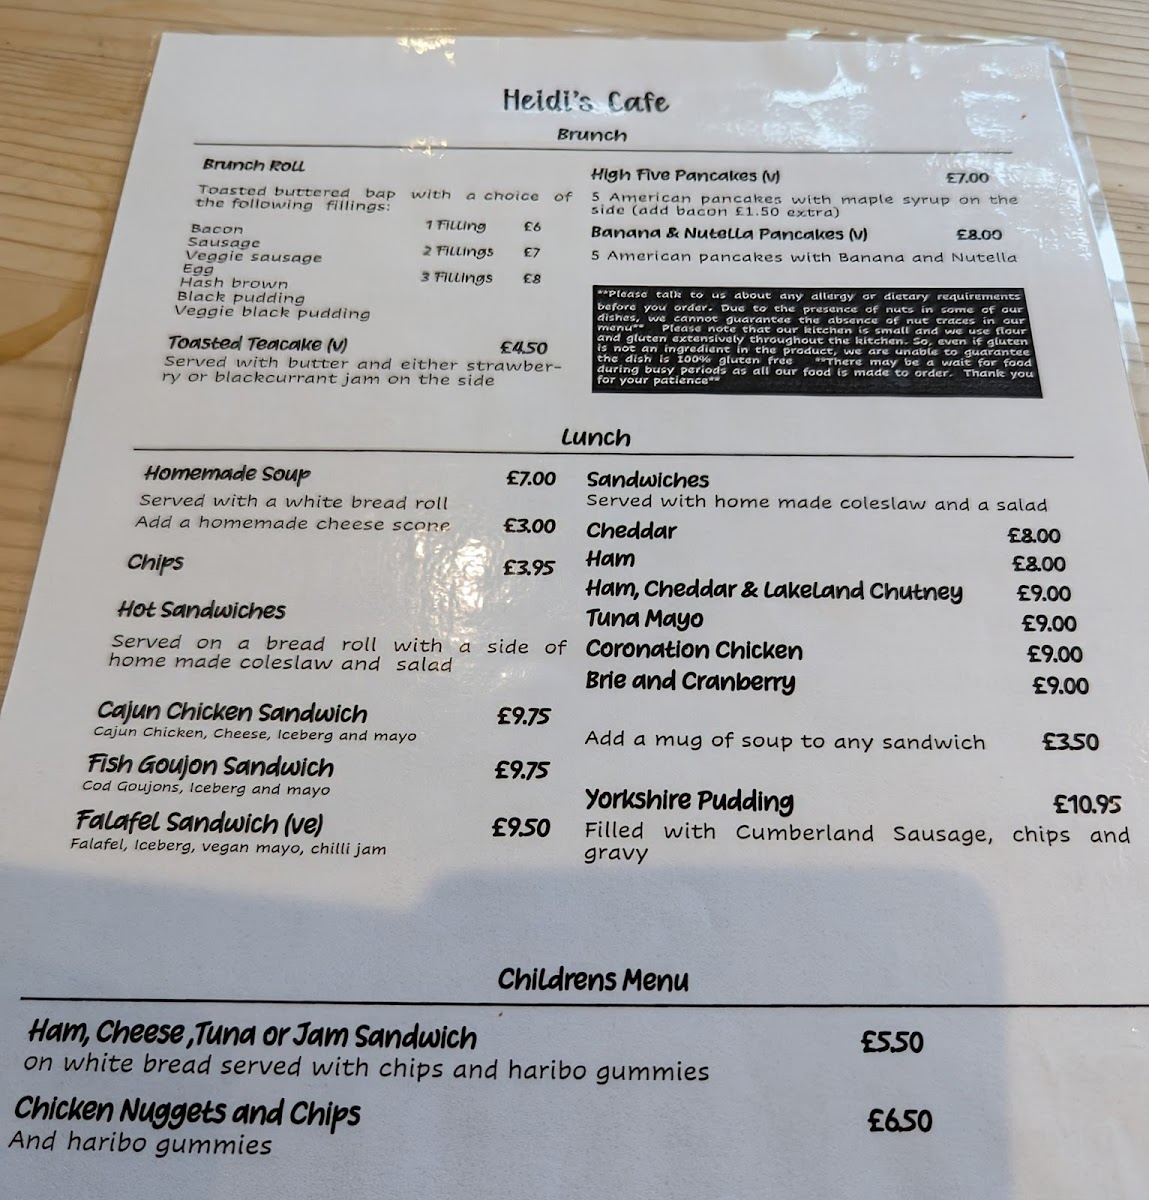 Heidi's Cafe
Brunch
Brunch Roll
Toasted buttered bap with a choice of
the following fillings:
Bacon
Sausage
Veggie sausage
Egg
Hash brown
Black pudding
Veggie black pudding
1 Filling £6
2 Fillings £7
3 Fillings £8
Toasted Teacake (v) £4.50
Served with butter and either strawber-
ry or blackcurrant jam on the side
High Five Pancakes (v) £7.00
5 American pancakes with maple syrup on the
side (add bacon £1.50 extra)
Banana & Nutella Pancakes (v) £8.00
5 American pancakes with Banana and Nutella
**Please talk to us about any allergy or dietary requirements
before you order. Due to the presence of nuts in some of our
dishes, we cannot guarantee the absence of nut traces in our
menu** Please note that our kitchen is small and we use flour
and gluten extensively throughout the kitchen. So, even if gluten
is not an ingredient in the product, we are unable to guarantee
the dish is 100% gluten free **There may be a wait for food
during busy periods as all our food is made to order. Thank you
for your patience**
Lunch
Homemade Soup £7.00
Served with a white bread roll
Add a homemade cheese scone £3.00
Chips £3.95
Hot Sandwiches
Served on a bread roll with a side of
home made coleslaw and salad
Cajun Chicken Sandwich £9.75
Cajun Chicken, Cheese, Iceberg and mayo
Fish Goujon Sandwich £9.75
Cod Goujons, Iceberg and mayo
Falafel Sandwich (ve) £9.50
Falafel, Iceberg, vegan mayo, chilli jam
Sandwiches
Served with home made coleslaw and a salad
Cheddar £8.00
Ham £8.00
Ham, Cheddar & Lakeland Chutney £9.00
Tuna Mayo £9.00
Coronation Chicken £9.00
Brie and Cranberry £9.00
Add a mug of soup to any sandwich £3.50
Yorkshire Pudding £10.95
Filled with Cumberland Sausage, chips and
gravy
Childrens Menu
Ham, Cheese ,Tuna or Jam Sandwich £5.50
on white bread served with chips and haribo gummies
Chicken Nuggets and Chips £6.50
And haribo gummies